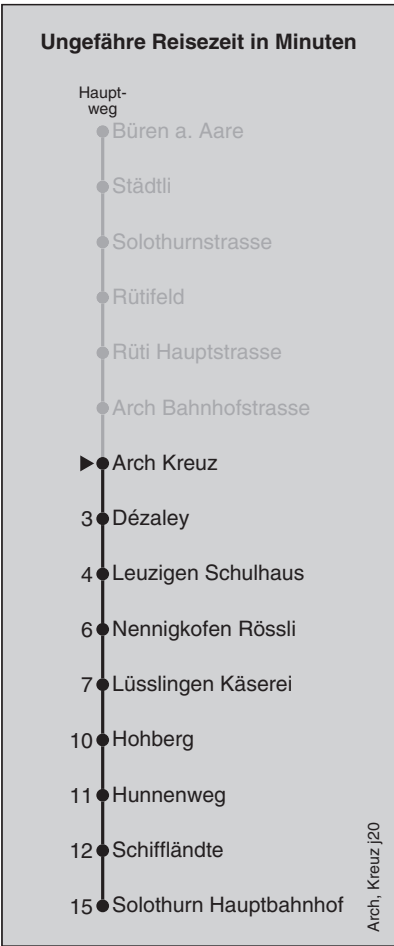 Ungefähre Reisezeit in Minuten
Haupt-
weg
Büren a. Aare
Städtli
Solothurnstrasse
Rütifeld
Rüti Hauptstrasse
Arch Bahnhofstrasse
Arch Kreuz
3 Dézaley
4 Leuzigen Schulhaus
6 Nennigkofen Rössli
7 Lüsslingen Käserei
10 Hohberg
11 Hunnenweg
12 Schiffländte
15 Solothurn Hauptbahnhof
Arch, Kreuz j20